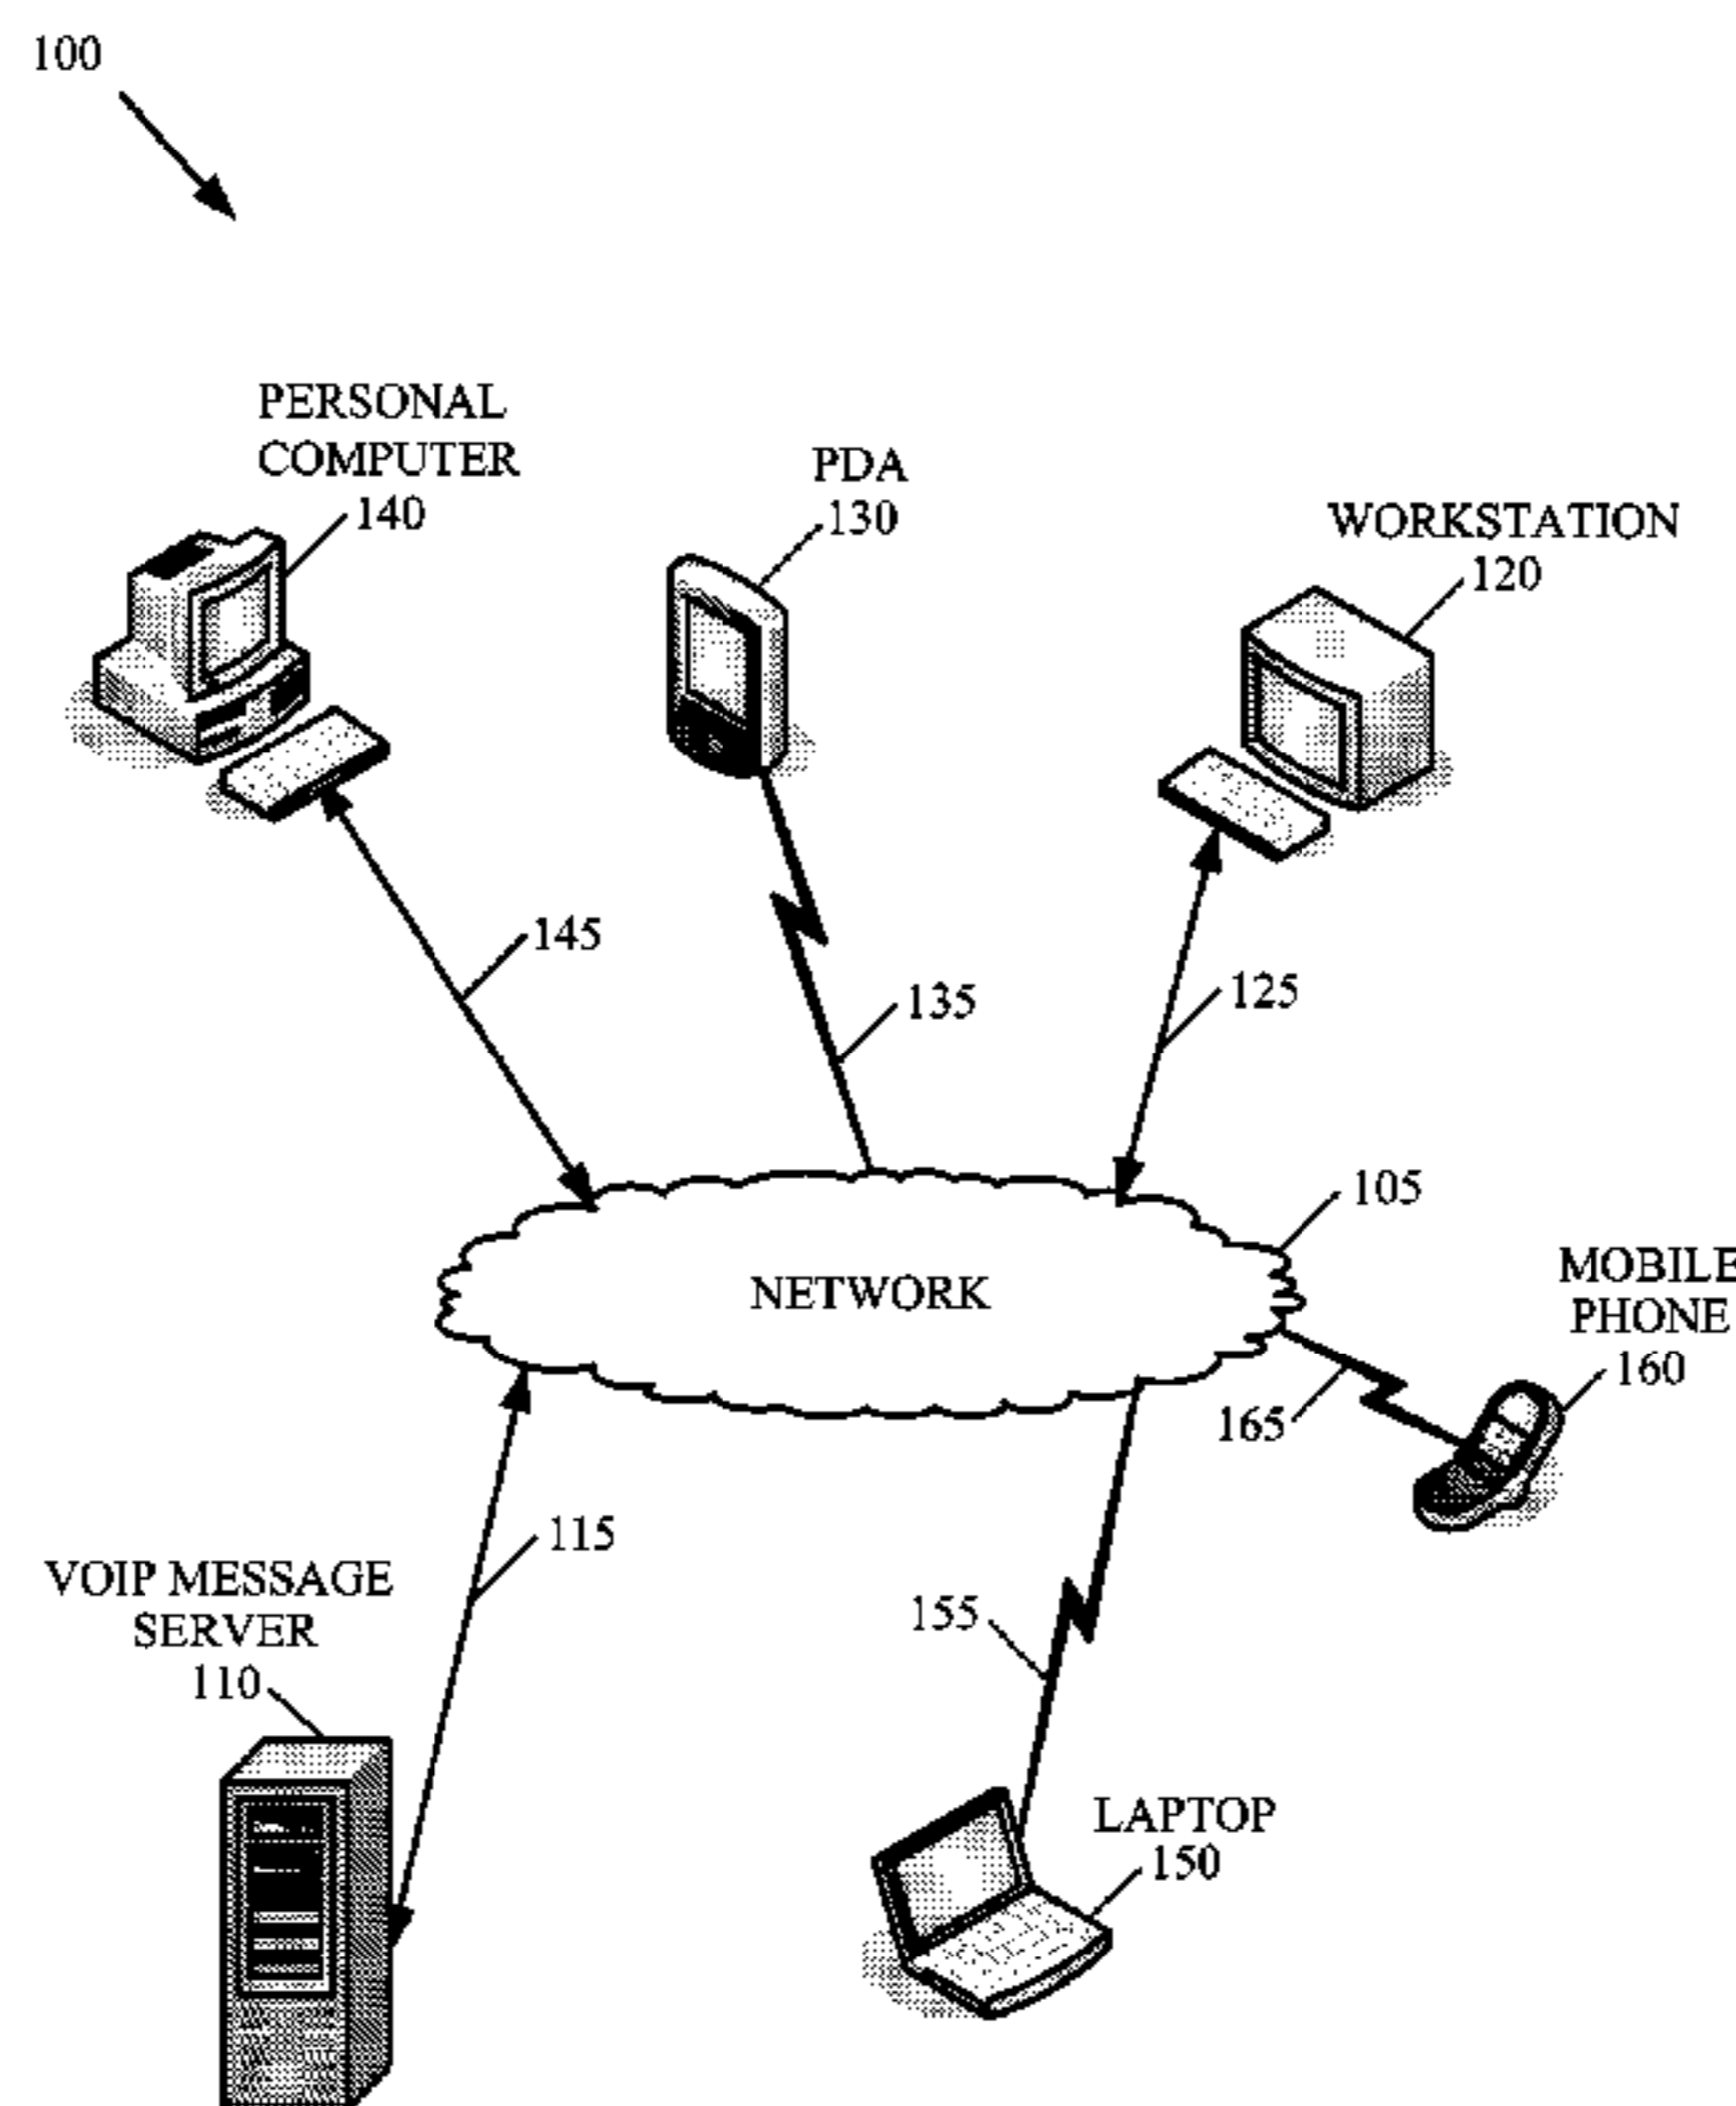 100
PERSONAL
COMPUTER
140
PDA
130
WORKSTATION
120
145
135
125
105
NETWORK
MOBILE
PHONE
160
165
115
VOIP MESSAGE
SERVER
110
155
LAPTOP
150